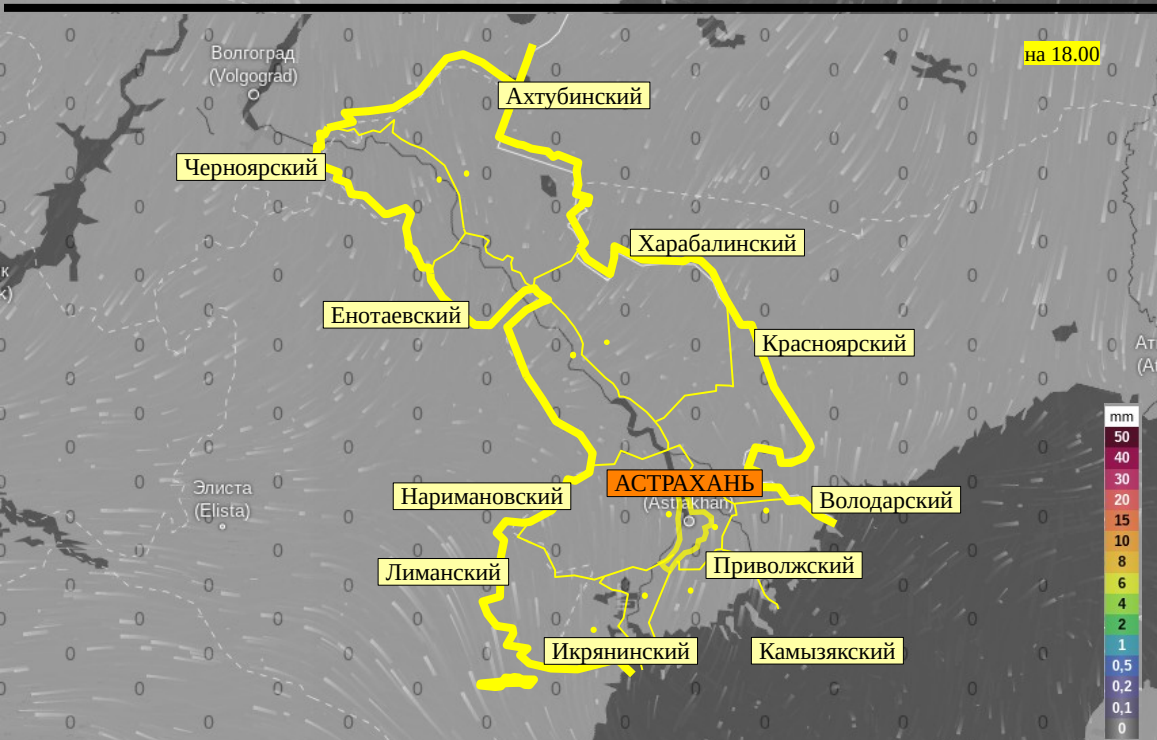 Волгоград
(Volgograd)
на 18.00
Ахтубинский
Черноярский
Харабалинский
Енотаевский
Красноярский
mm
50
40
30
20
15
10
8
6
4
2
1
0,5
0,2
0,1
0
Элиста
(Elista)
АСТРАХАНЬ
(Astrakhan)
Наримановский
Володарский
Лиманский
Приволжский
Икрянинский
Камызякский